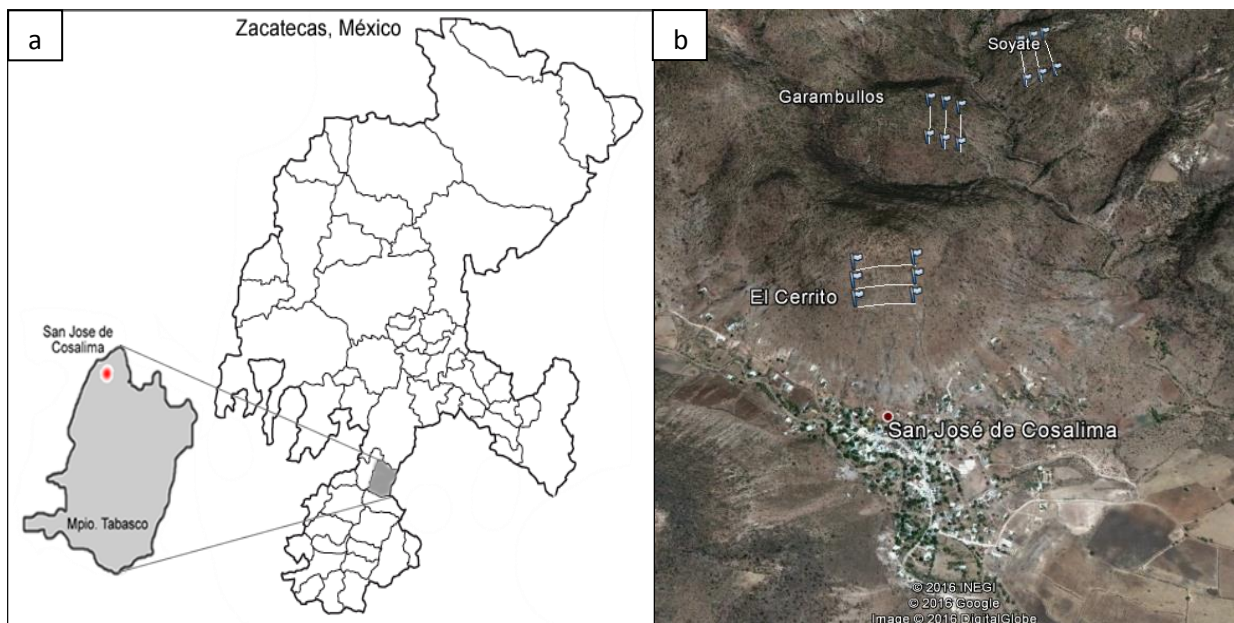 a
Zacatecas, México
San Jose de
Cosalima
Mpio. Tabasco
b
Soyate
Garambullos
El Cerrito
San José de Cosalima
© 2016 INEGI
© 2016 Google
Image © 2016 DigitalGlobe